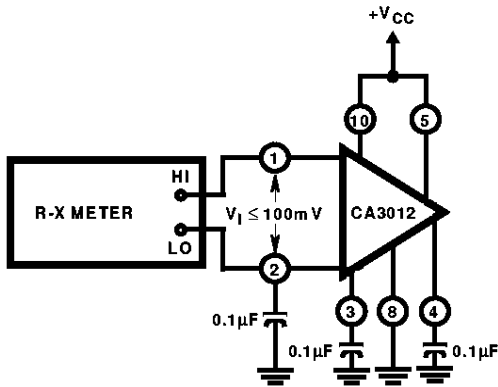 +VCC
10
5
1
HI
R-X METER
VI ≤ 100mV
CA3012
LO
2
3
8
4
0.1µF
0.1µF
0.1µF